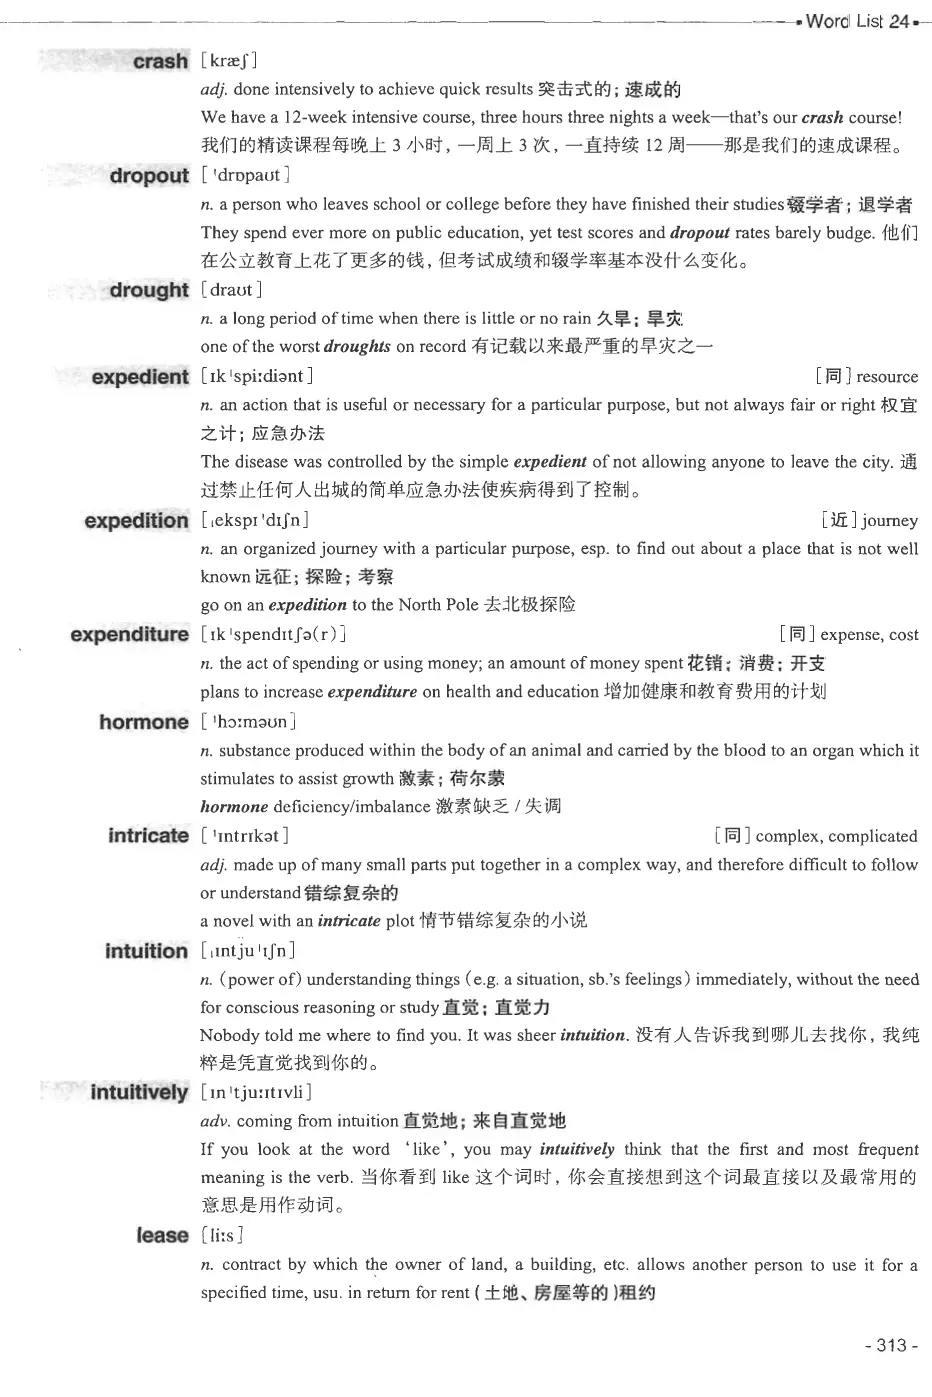 Word List 24
crash [kræʃ]
adj. done intensively to achieve quick results 突击式的；速成的
We have a 12-week intensive course, three hours three nights a week—that's our crash course!
我们的精读课程每晚上 3 小时，一周上 3 次，一直持续 12 周——那是我们的速成课程。
dropout [ˈdrɒpaʊt]
n. a person who leaves school or college before they have finished their studies 辍学者；退学者
They spend ever more on public education, yet test scores and dropout rates barely budge. 他们
在公立教育上花了更多的钱，但考试成绩和辍学率基本没什么变化。
drought [draʊt]
n. a long period of time when there is little or no rain 久旱；旱灾
one of the worst droughts on record 有记载以来最严重的旱灾之一
expedient [ɪkˈspiːdiənt] [同] resource
n. an action that is useful or necessary for a particular purpose, but not always fair or right 权宜
之计；应急办法
The disease was controlled by the simple expedient of not allowing anyone to leave the city. 通
过禁止任何人出城的简单应急办法使疾病得到了控制。
expedition [ˌekspɪˈdɪʃn] [近] journey
n. an organized journey with a particular purpose, esp. to find out about a place that is not well
known 远征；探险；考察
go on an expedition to the North Pole 去北极探险
expenditure [ɪkˈspendɪtʃə(r)] [同] expense, cost
n. the act of spending or using money; an amount of money spent 花销；消费；开支
plans to increase expenditure on health and education 增加健康和教育费用的计划
hormone [ˈhɔːməʊn]
n. substance produced within the body of an animal and carried by the blood to an organ which it
stimulates to assist growth 激素；荷尔蒙
hormone deficiency/imbalance 激素缺乏 / 失调
intricate [ˈɪntrɪkət] [同] complex, complicated
adj. made up of many small parts put together in a complex way, and therefore difficult to follow
or understand 错综复杂的
a novel with an intricate plot 情节错综复杂的小说
intuition [ˌɪntjuˈɪʃn]
n. (power of) understanding things (e.g. a situation, sb.'s feelings) immediately, without the need
for conscious reasoning or study 直觉；直觉力
Nobody told me where to find you. It was sheer intuition. 没有人告诉我到哪儿去找你，我纯
粹是凭直觉找到你的。
intuitively [ɪnˈtjuːɪtɪvli]
adv. coming from intuition 直觉地；来自直觉地
If you look at the word ‘like’, you may intuitively think that the first and most frequent
meaning is the verb. 当你看到 like 这个词时，你会直接想到这个词最直接以及最常用的
意思是用作动词。
lease [liːs]
n. contract by which the owner of land, a building, etc. allows another person to use it for a
specified time, usu. in return for rent (土地、房屋等的)租约
- 313 -